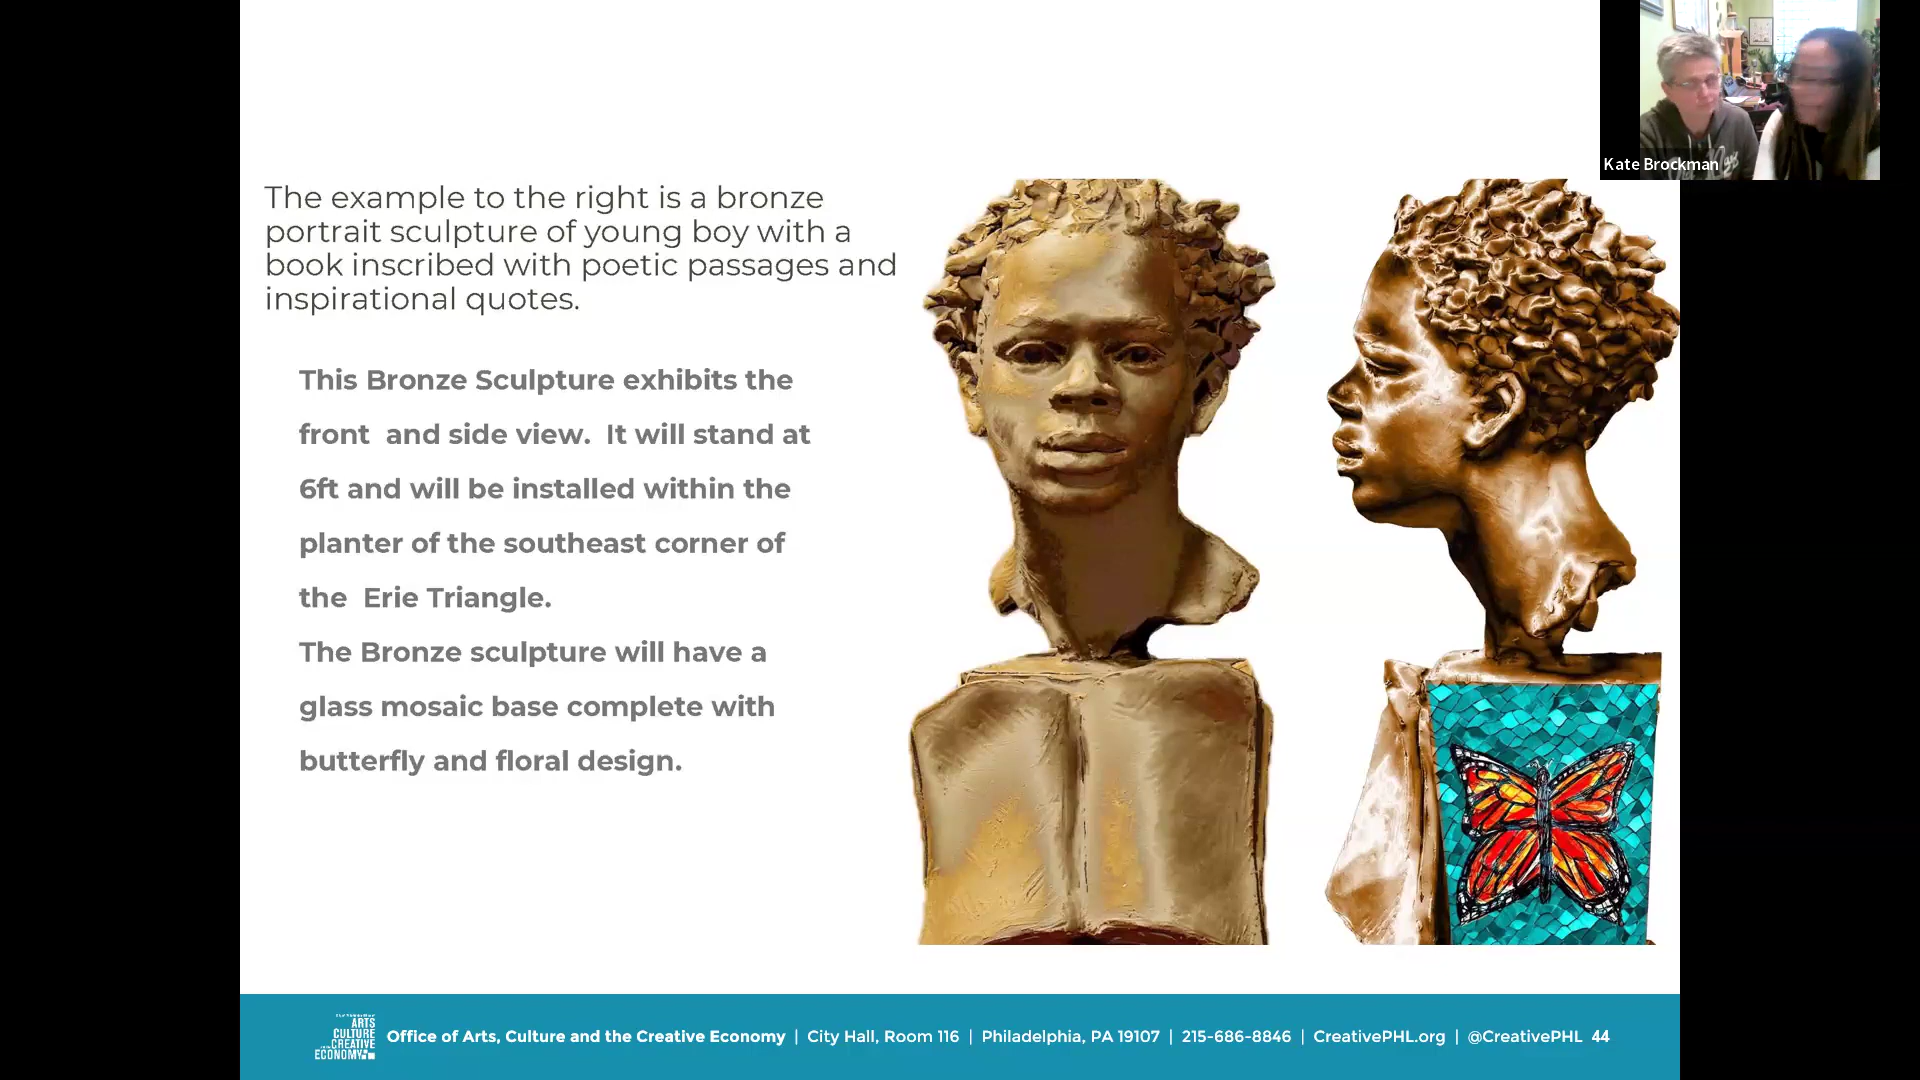 Kate Brockman
The example to the right is a bronze
portrait sculpture of young boy with a
book inscribed with poetic passages and
inspirational quotes.
This Bronze Sculpture exhibits the
front and side view. It will stand at
6ft and will be installed within the
planter of the southeast corner of
the Erie Triangle.
The Bronze sculpture will have a
glass mosaic base complete with
butterfly and floral design.
ARTS
CULTURE
CREATIVE
ECONOMY
Office of Arts, Culture and the Creative Economy | City Hall, Room 116 | Philadelphia, PA 19107 | 215-686-8846 | CreativePHL.org | @CreativePHL 44